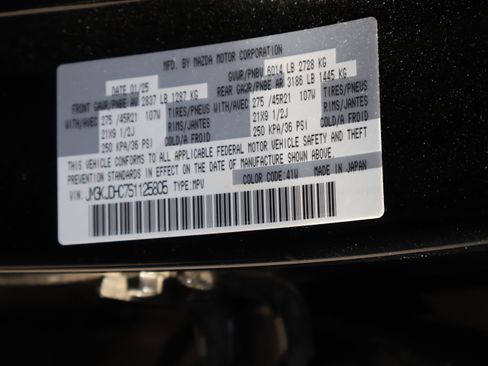 MFD. BY MAZDA MOTOR CORPORATION
DATE 01/25 GVWR/PNBV 6014 LB 2728 KG
FRONT GAWR/PNBE AV 2837 LB 1287 KG REAR GAWR/PNBE AR 3186 LB 1445 KG
WITH/AVEC 275 /45R21 107W TIRES/PNEUS WITH/AVEC 275 /45R21 107W TIRES/PNEUS
21X9 1/2J RIMS/JANTES 21X9 1/2J RIMS/JANTES
250 KPA/36 PSI COLD/A FROID 250 KPA/36 PSI COLD/A FROID
THIS VEHICLE CONFORMS TO ALL APPLICABLE FEDERAL MOTOR VEHICLE SAFETY AND THEFT
PREVENTION STANDARDS IN EFFECT ON THE DATE OF MANUFACTURE SHOWN ABOVE.
VIN: JM3KJDHC7S1125805 TYPE: MPV COLOR CODE: 41W MADE IN JAPAN